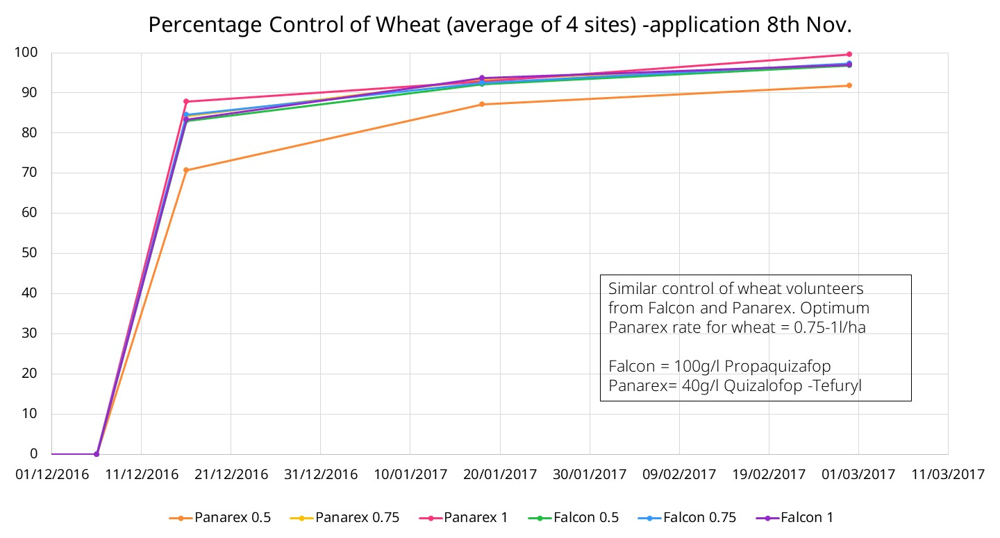 Percentage Control of Wheat (average of 4 sites) -application 8th Nov.
100
90
80
70
60
50
40
30
20
10
0
Similar control of wheat volunteers
from Falcon and Panarex. Optimum
Panarex rate for wheat = 0.75-1l/ha
Falcon = 100g/l Propaquizafop
Panarex= 40g/l Quizalofop -Tefuryl
01/12/2016 11/12/2016 21/12/2016 31/12/2016 10/01/2017 20/01/2017 30/01/2017 09/02/2017 19/02/2017 01/03/2017 11/03/2017
Panarex 0.5 Panarex 0.75 Panarex 1 Falcon 0.5 Falcon 0.75 Falcon 1